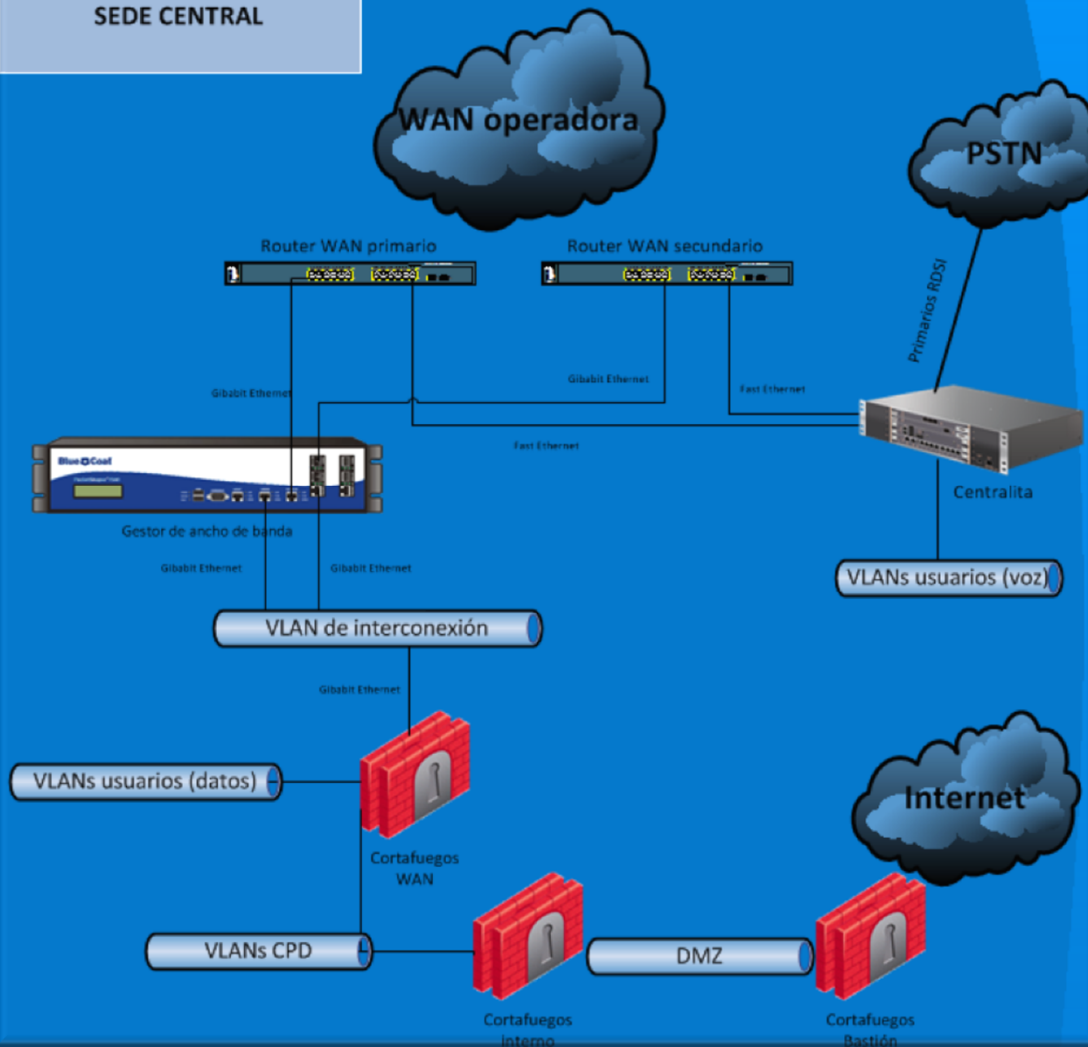 SEDE CENTRAL
WAN operadora
PSTN
Router WAN primario
Router WAN secundario
Primarios RDSI
Gibabit Ethernet
Gibabit Ethernet
Fast Ethernet
Fast Ethernet
Blue Coat
Centralita
Gestor de ancho de banda
Gibabit Ethernet
Gibabit Ethernet
VLANs usuarios (voz)
VLAN de interconexión
Gibabit Ethernet
VLANs usuarios (datos)
Internet
Cortafuegos
WAN
VLANs CPD
DMZ
Cortafuegos
interno
Cortafuegos
Bastión